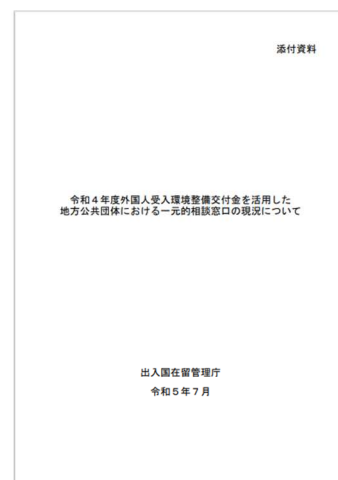 添付資料
令和４年度外国人受入環境整備交付金を活用した
地方公共団体における一元的相談窓口の現況について
出入国在留管理庁
令和５年７月